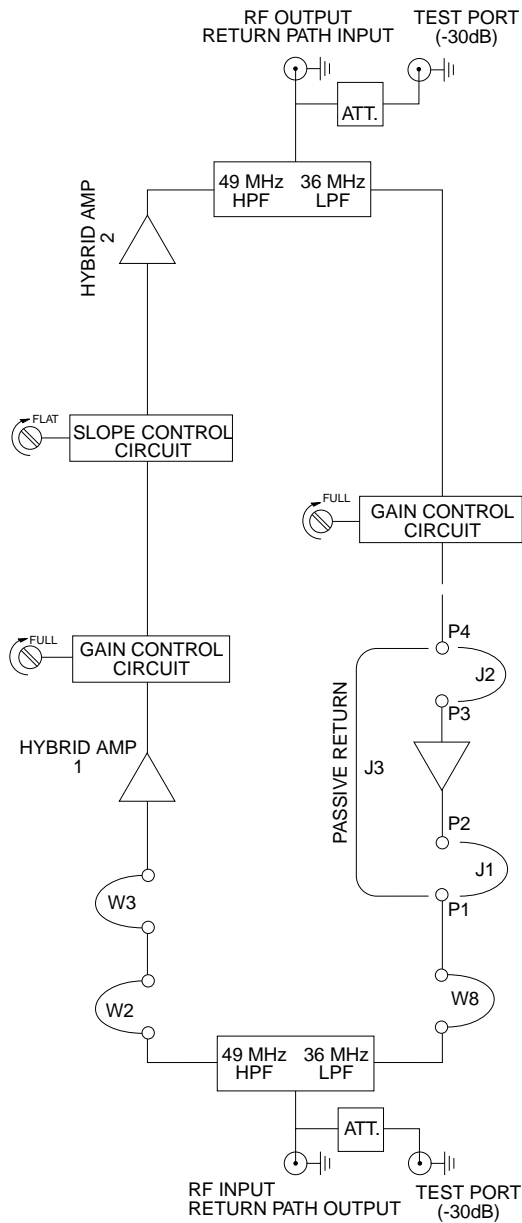 RF OUTPUT
RETURN PATH INPUT
TEST PORT
(-30dB)
ATT.
49 MHz
HPF
36 MHz
LPF
HYBRID AMP
2
FLAT
SLOPE CONTROL
CIRCUIT
FULL
GAIN CONTROL
CIRCUIT
FULL
GAIN CONTROL
CIRCUIT
P4
J2
P3
PASSIVE RETURN
J3
HYBRID AMP
1
P2
J1
P1
W3
W2
W8
49 MHz
HPF
36 MHz
LPF
ATT.
RF INPUT
RETURN PATH OUTPUT
TEST PORT
(-30dB)